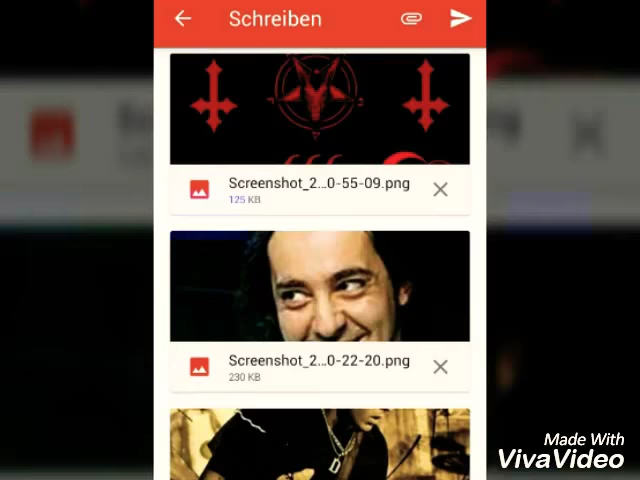 Schreiben
Screenshot_2...0-55-09.png
125 KB
Screenshot_2...0-22-20.png
230 KB
Made With
VivaVideo